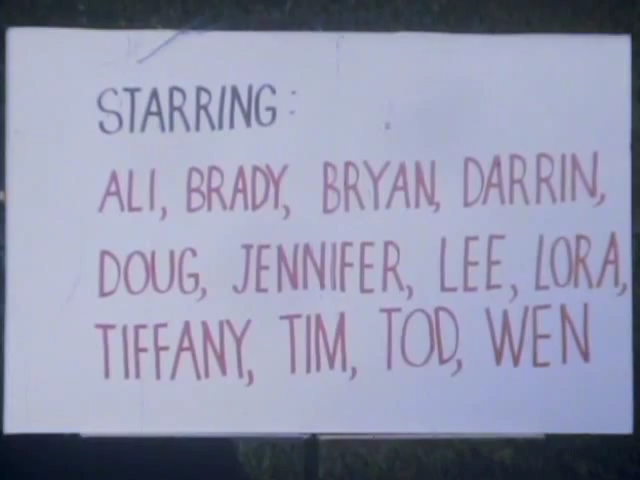 STARRING:
ALI, BRADY, BRYAN, DARRIN,
DOUG, JENNIFER, LEE, LORA,
TIFFANY, TIM, TOD, WEN